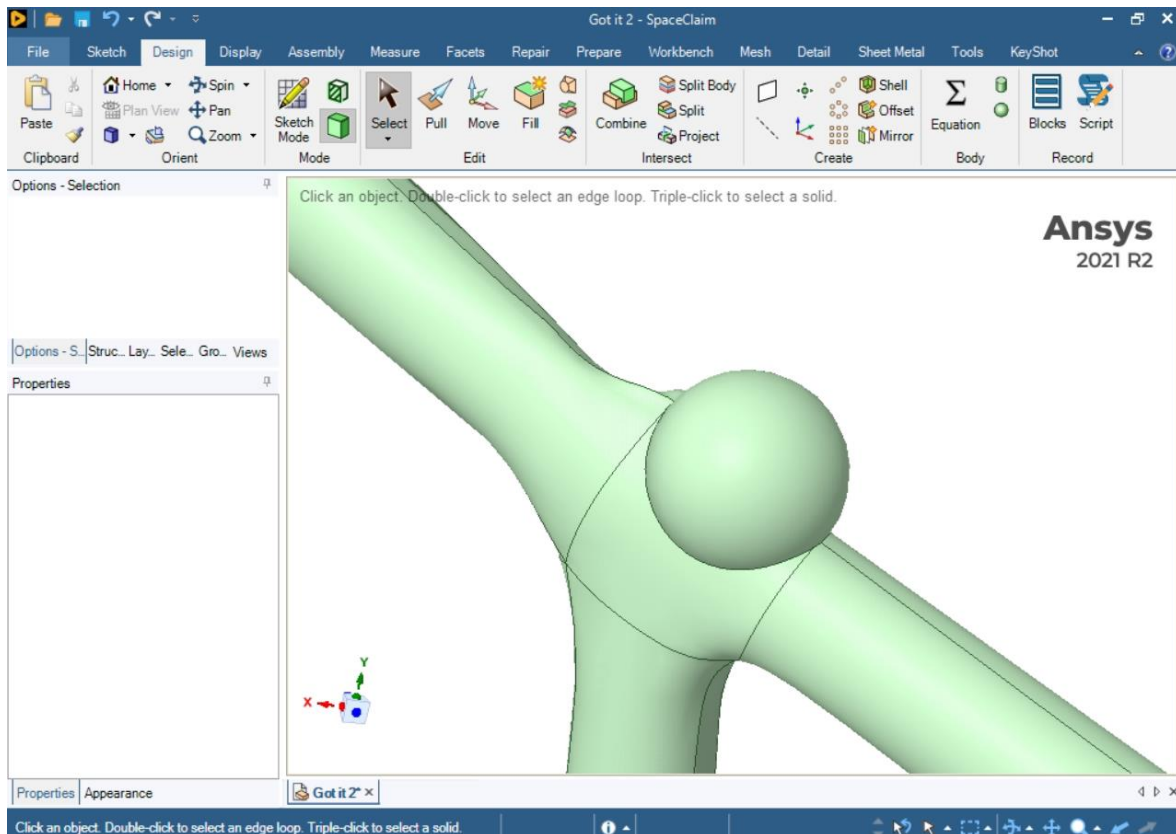 Got it 2 - SpaceClaim
File Sketch Design Display Assembly Measure Facets Repair Prepare Workbench Mesh Detail Sheet Metal Tools KeyShot
Home Spin Split Body Shell
Paste Plan View Pan Sketch Mode Select Pull Move Fill Combine Split Offset Equation Blocks Script
Zoom Project Mirror
Clipboard Orient Mode Edit Intersect Create Body Record
Options - Selection
Click an object. Double-click to select an edge loop. Triple-click to select a solid.
Ansys
2021 R2
Options - S... Struc... Lay... Sele... Gro... Views
Properties
Y
X
Properties Appearance
Got it 2*
Click an object. Double-click to select an edge loop. Triple-click to select a solid.